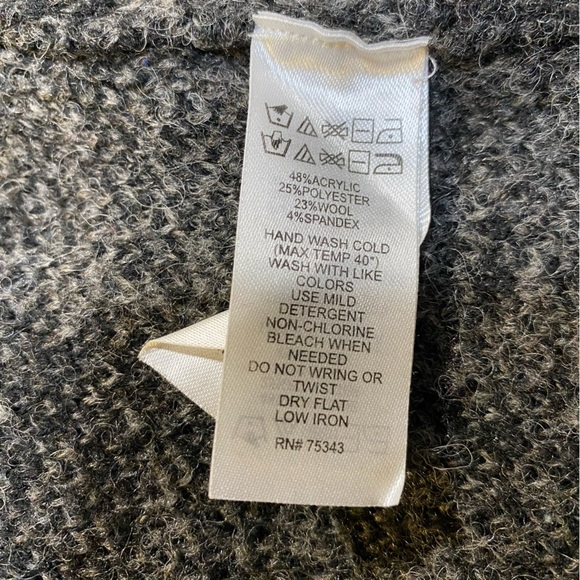 48%ACRYLIC
25%POLYESTER
23%WOOL
4%SPANDEX
HAND WASH COLD
(MAX TEMP 40°)
WASH WITH LIKE
COLORS
USE MILD
DETERGENT
NON-CHLORINE
BLEACH WHEN
NEEDED
DO NOT WRING OR
TWIST
DRY FLAT
LOW IRON
RN# 75343